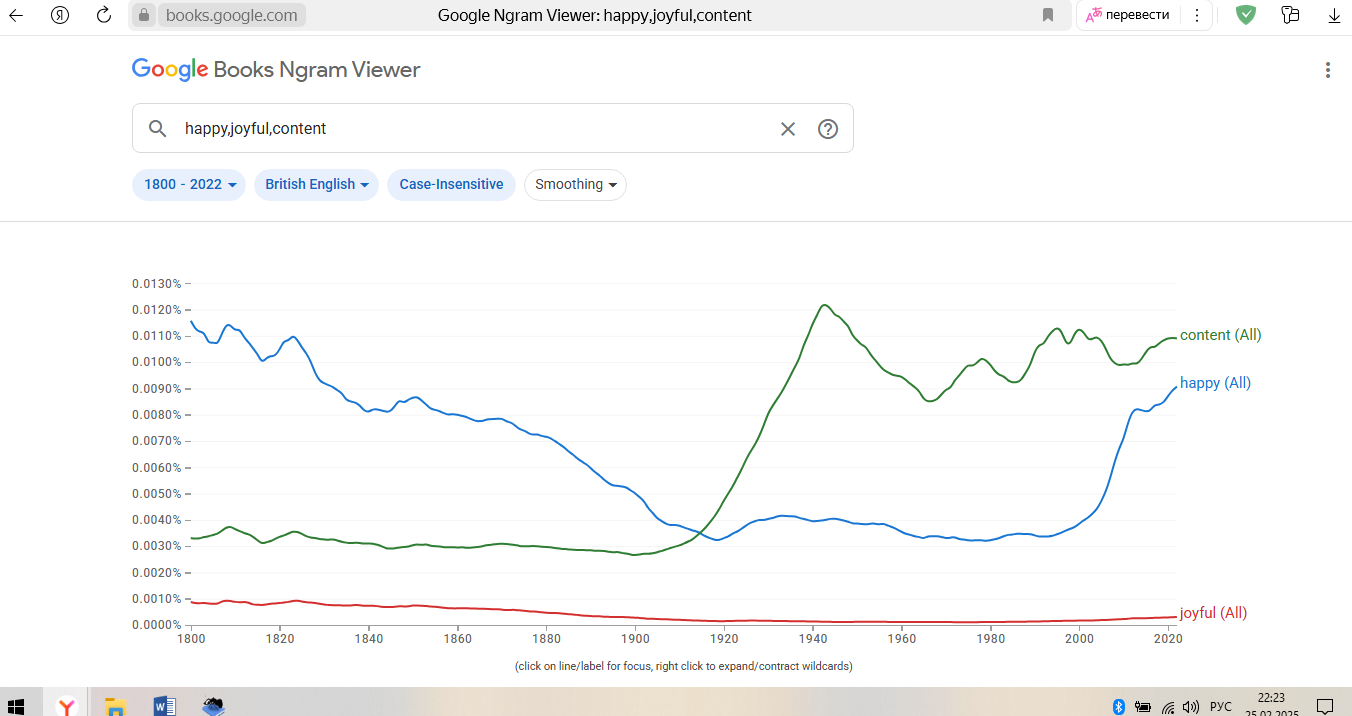 books.google.com Google Ngram Viewer: happy,joyful,content перевести
Google Books Ngram Viewer
happy,joyful,content
1800 - 2022 British English Case-Insensitive Smoothing
0.0130%
0.0120%
0.0110%
content (All)
0.0100%
0.0090%
happy (All)
0.0080%
0.0070%
0.0060%
0.0050%
0.0040%
0.0030%
0.0020%
0.0010%
joyful (All)
0.0000%
1800 1820 1840 1860 1880 1900 1920 1940 1960 1980 2000 2020
(click on line/label for focus, right click to expand/contract wildcards)
22:23
РУС
25.02.2025